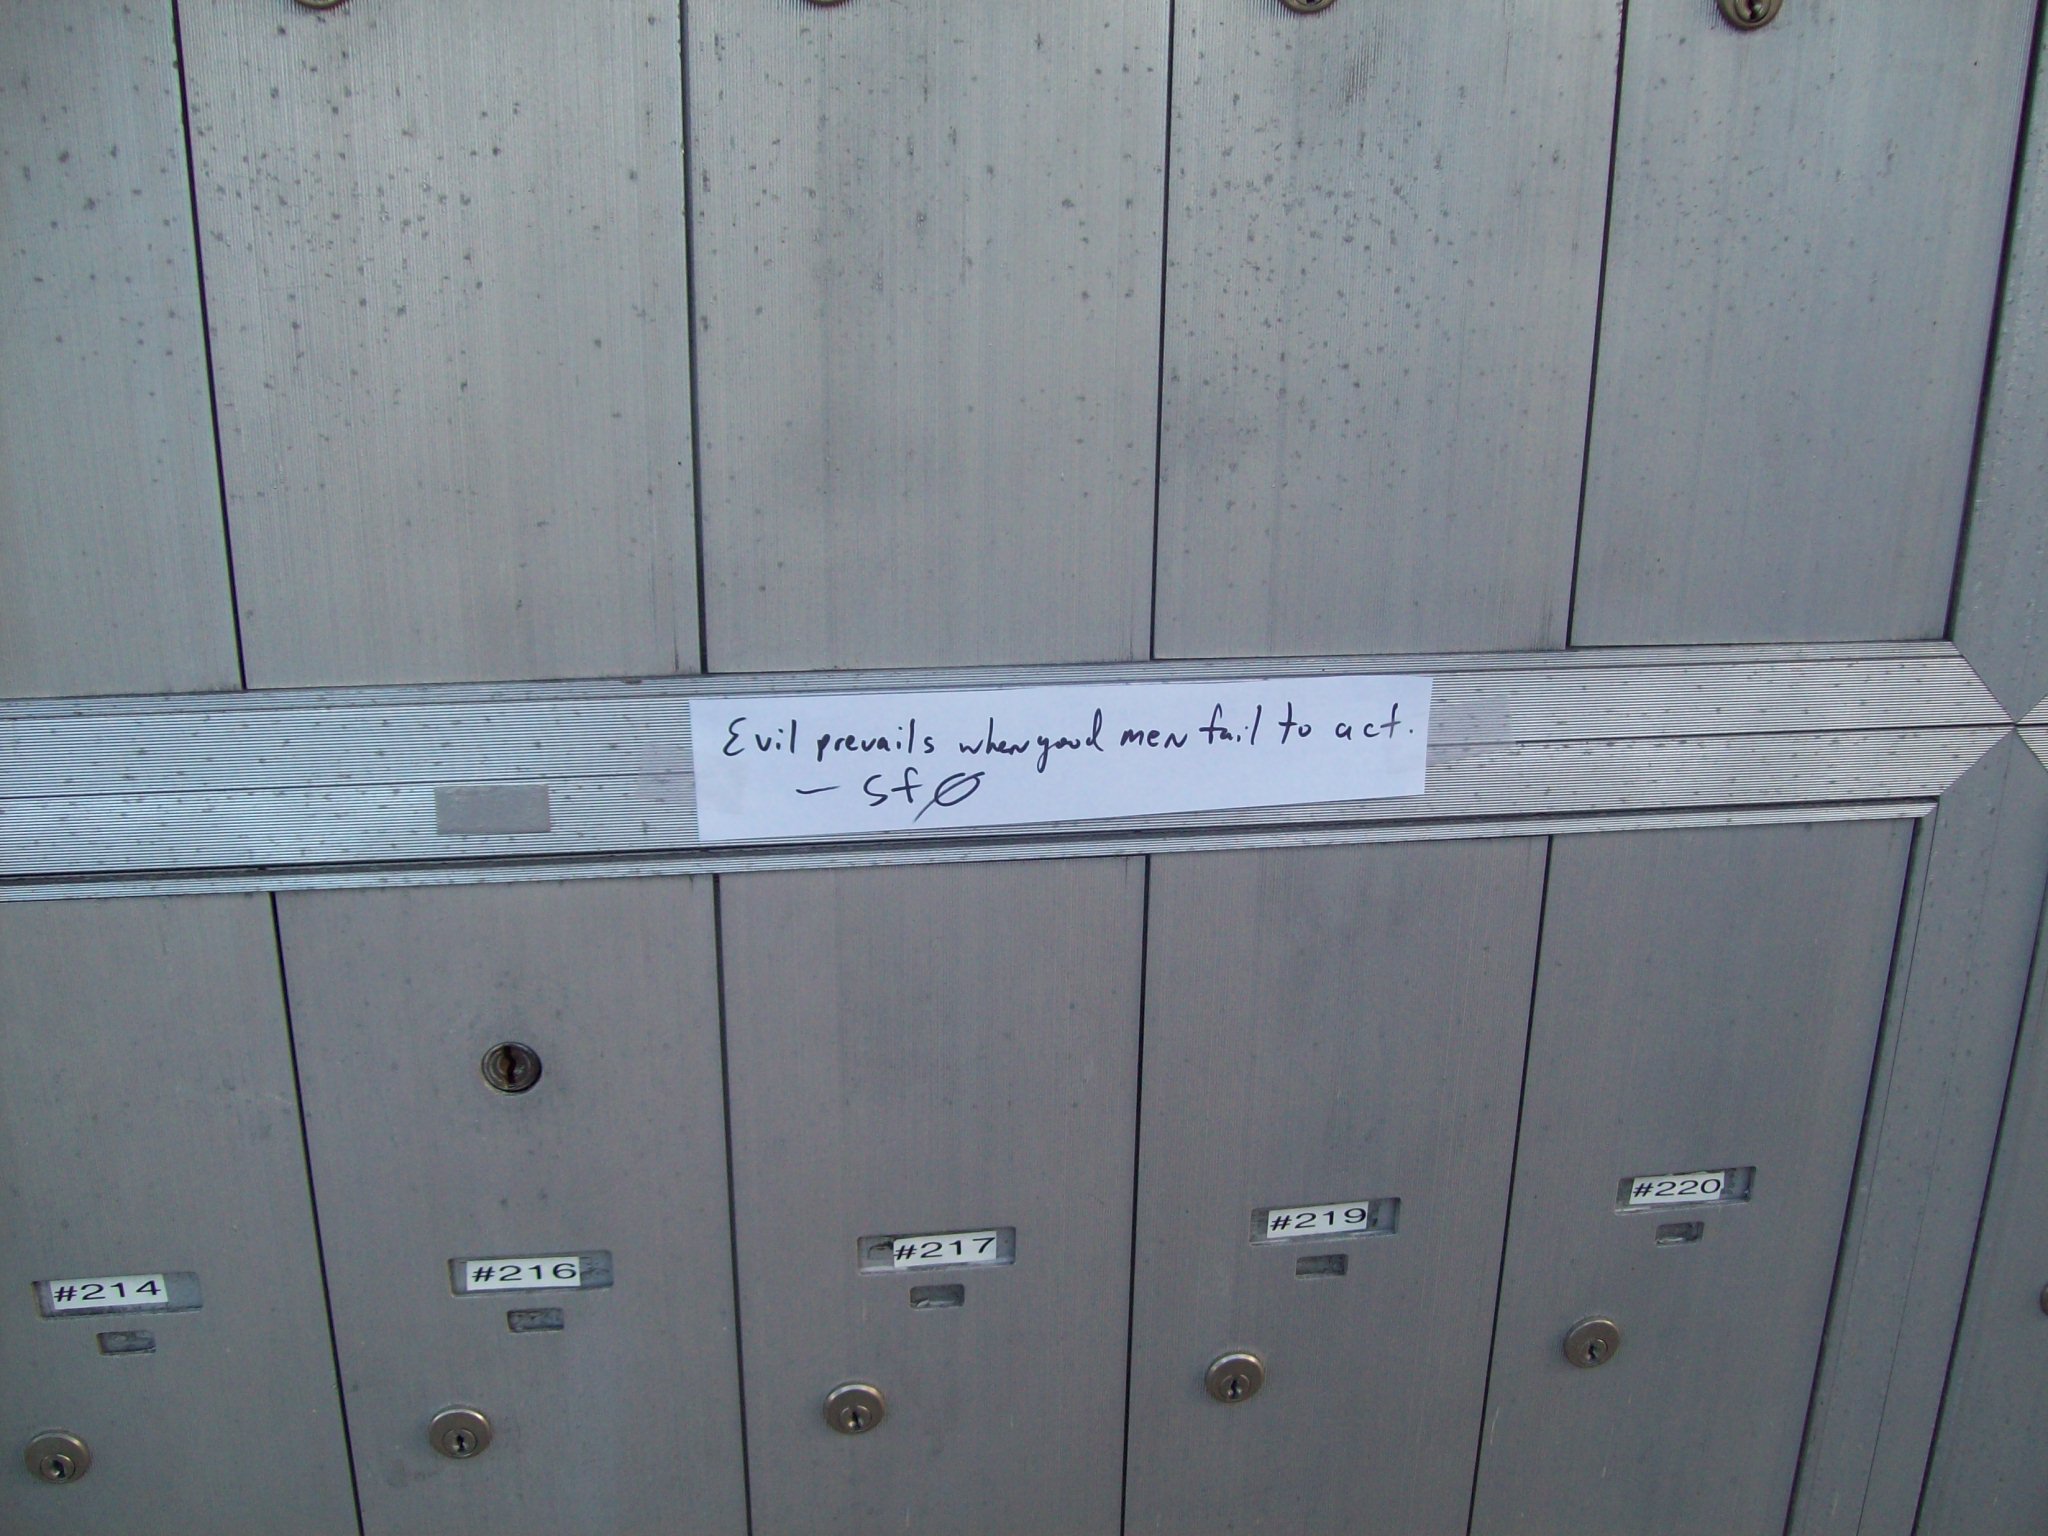 Evil prevails when good men fail to act.
— sfØ
#214 #216 #217 #219 #220